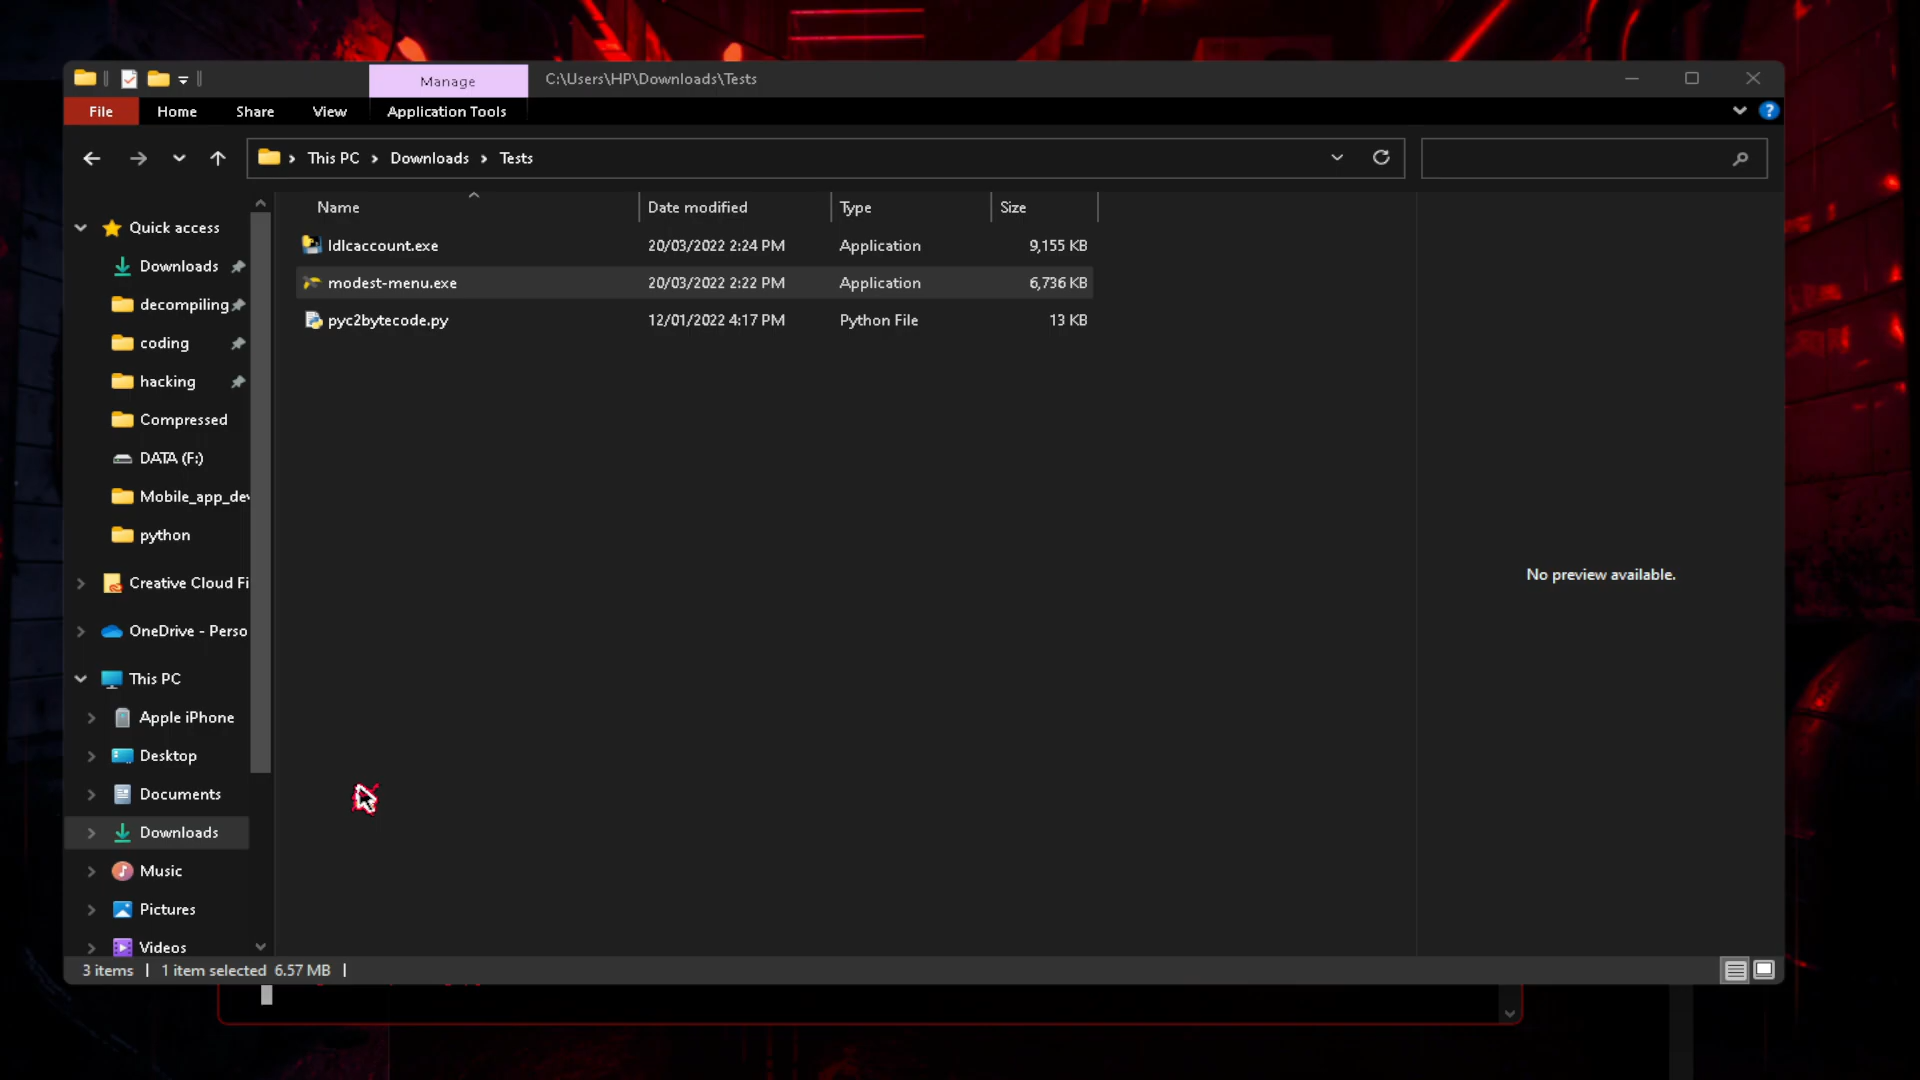 Manage
C:\Users\HP\Downloads\Tests
File
Home
Share
View
Application Tools
?
This PC
Downloads
Tests
Name
Date modified
Type
Size
ldlcaccount.exe
20/03/2022 2:24 PM
Application
9,155 KB
modest-menu.exe
20/03/2022 2:22 PM
Application
6,736 KB
pyc2bytecode.py
12/01/2022 4:17 PM
Python File
13 KB
Quick access
Downloads
decompiling
coding
hacking
Compressed
DATA (F:)
Mobile_app_dev
python
Creative Cloud Fi
OneDrive - Perso
This PC
Apple iPhone
Desktop
Documents
Downloads
Music
Pictures
Videos
No preview available.
3 items
1 item selected 6.57 MB